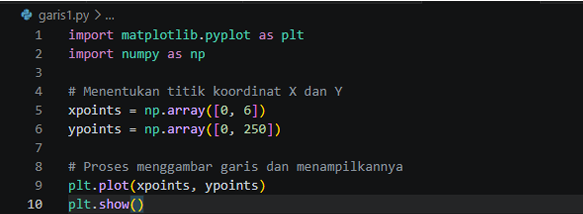 garis1.py > ...
1 import matplotlib.pyplot as plt
2 import numpy as np
3
4 # Menentukan titik koordinat X dan Y
5 xpoints = np.array([0, 6])
6 ypoints = np.array([0, 250])
7
8 # Proses menggambar garis dan menampilkannya
9 plt.plot(xpoints, ypoints)
10 plt.show()